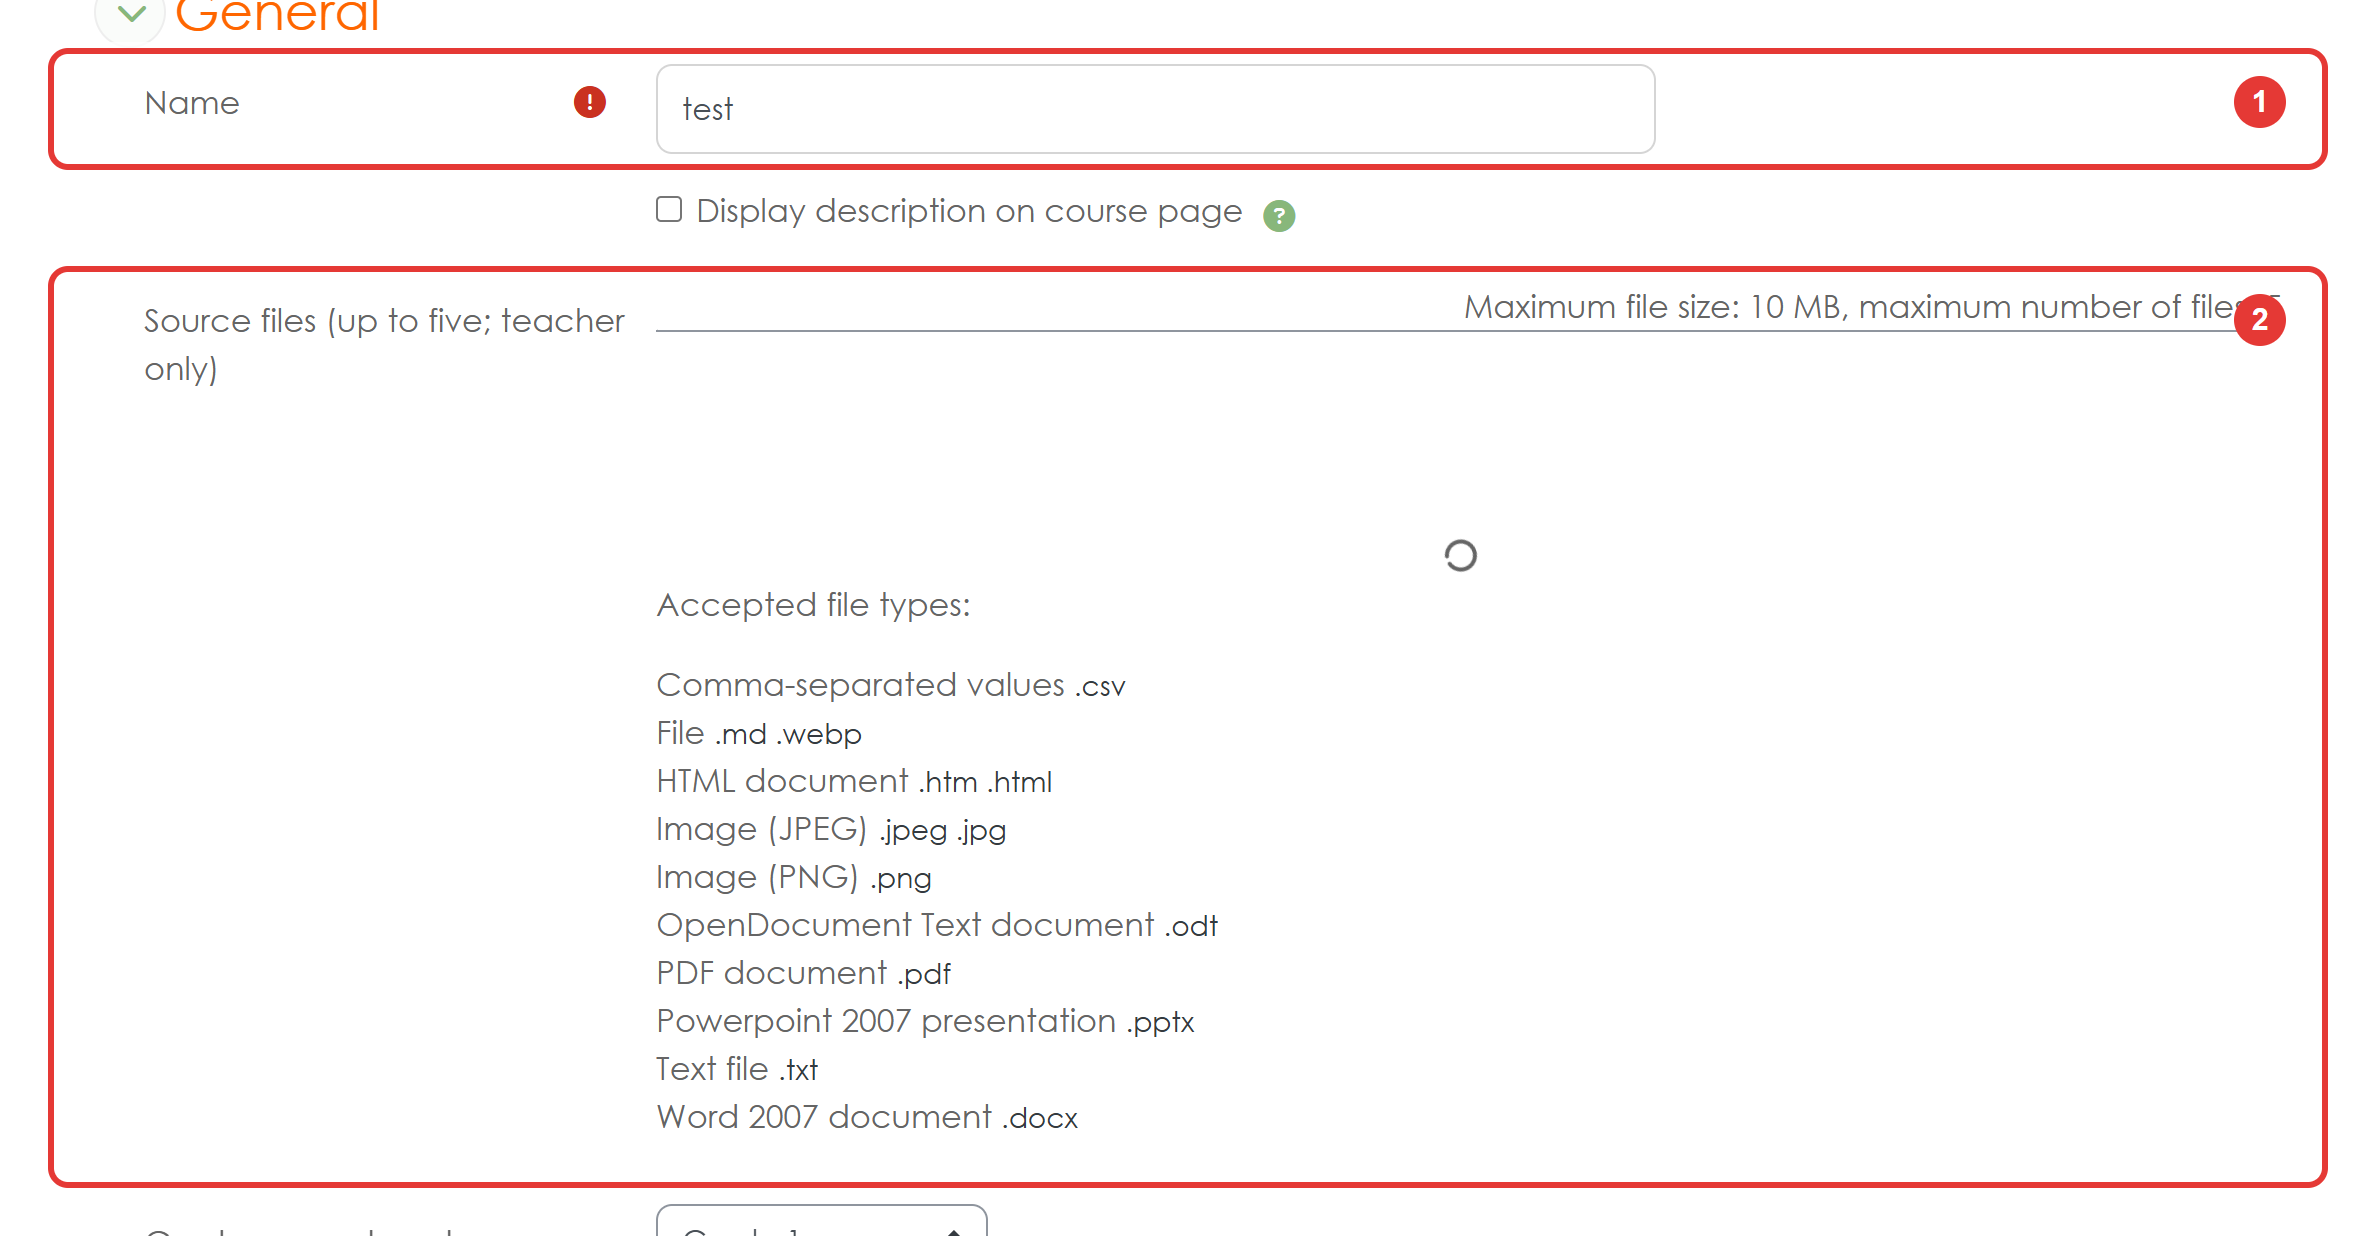 General
Name
!
test
1
Display description on course page
?
Source files (up to five; teacher
only)
Maximum file size: 10 MB, maximum number of files
2
Accepted file types:
Comma-separated values .csv
File .md .webp
HTML document .htm .html
Image (JPEG) .jpeg .jpg
Image (PNG) .png
OpenDocument Text document .odt
PDF document .pdf
Powerpoint 2007 presentation .pptx
Text file .txt
Word 2007 document .docx